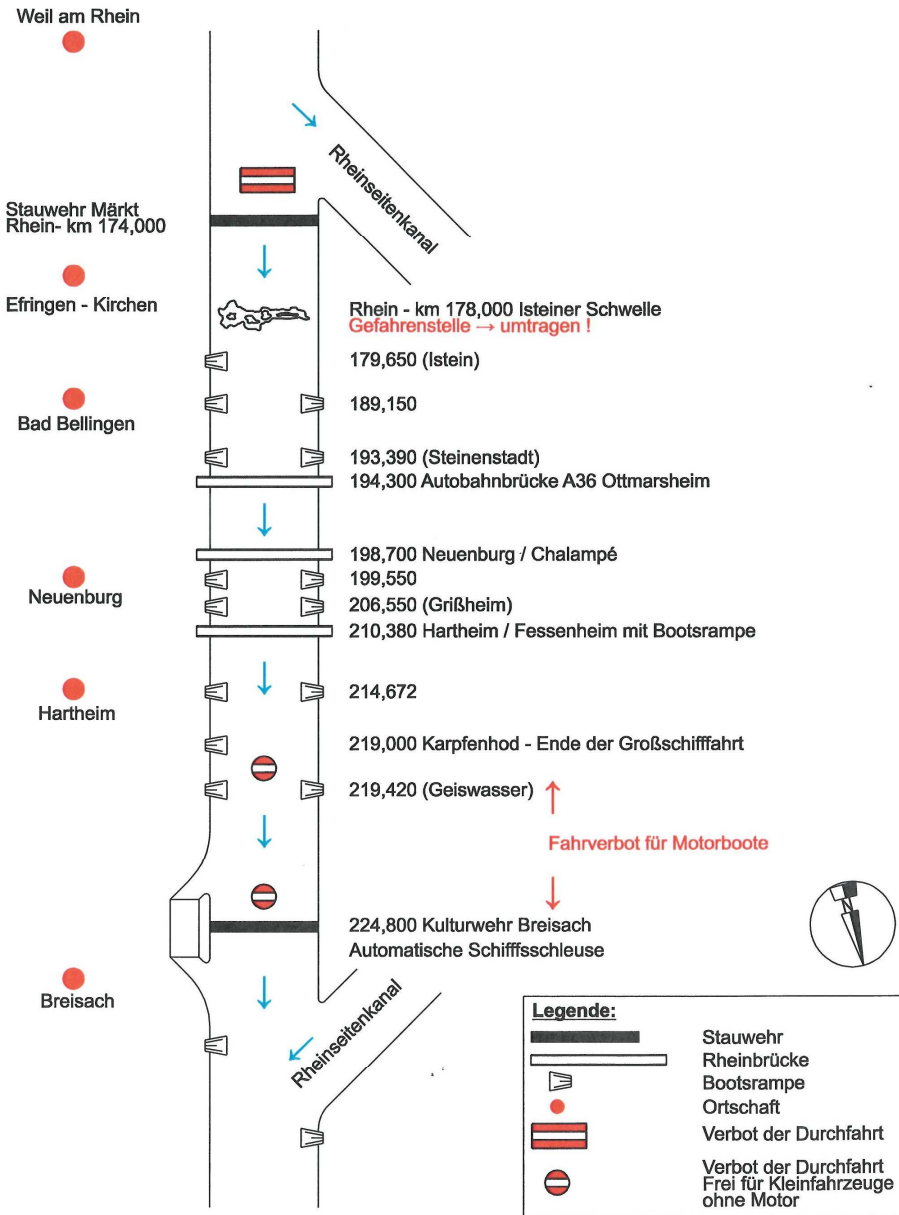 Weil am Rhein
Rheinseitenkanal
Stauwehr Märkt
Rhein- km 174,000
Efringen - Kirchen
Rhein - km 178,000 Isteiner Schwelle
Gefahrenstelle → umtragen !
179,650 (Istein)
189,150
Bad Bellingen
193,390 (Steinenstadt)
194,300 Autobahnbrücke A36 Ottmarsheim
198,700 Neuenburg / Chalampé
199,550
Neuenburg
206,550 (Grißheim)
210,380 Hartheim / Fessenheim mit Bootsrampe
214,672
Hartheim
219,000 Karpfenhod - Ende der Großschifffahrt
219,420 (Geiswasser)
Fahrverbot für Motorboote
224,800 Kulturwehr Breisach
Automatische Schifffsschleuse
N
Breisach
Rheinseitenkanal
Legende:
Stauwehr
Rheinbrücke
Bootsrampe
Ortschaft
Verbot der Durchfahrt
Verbot der Durchfahrt
Frei für Kleinfahrzeuge
ohne Motor